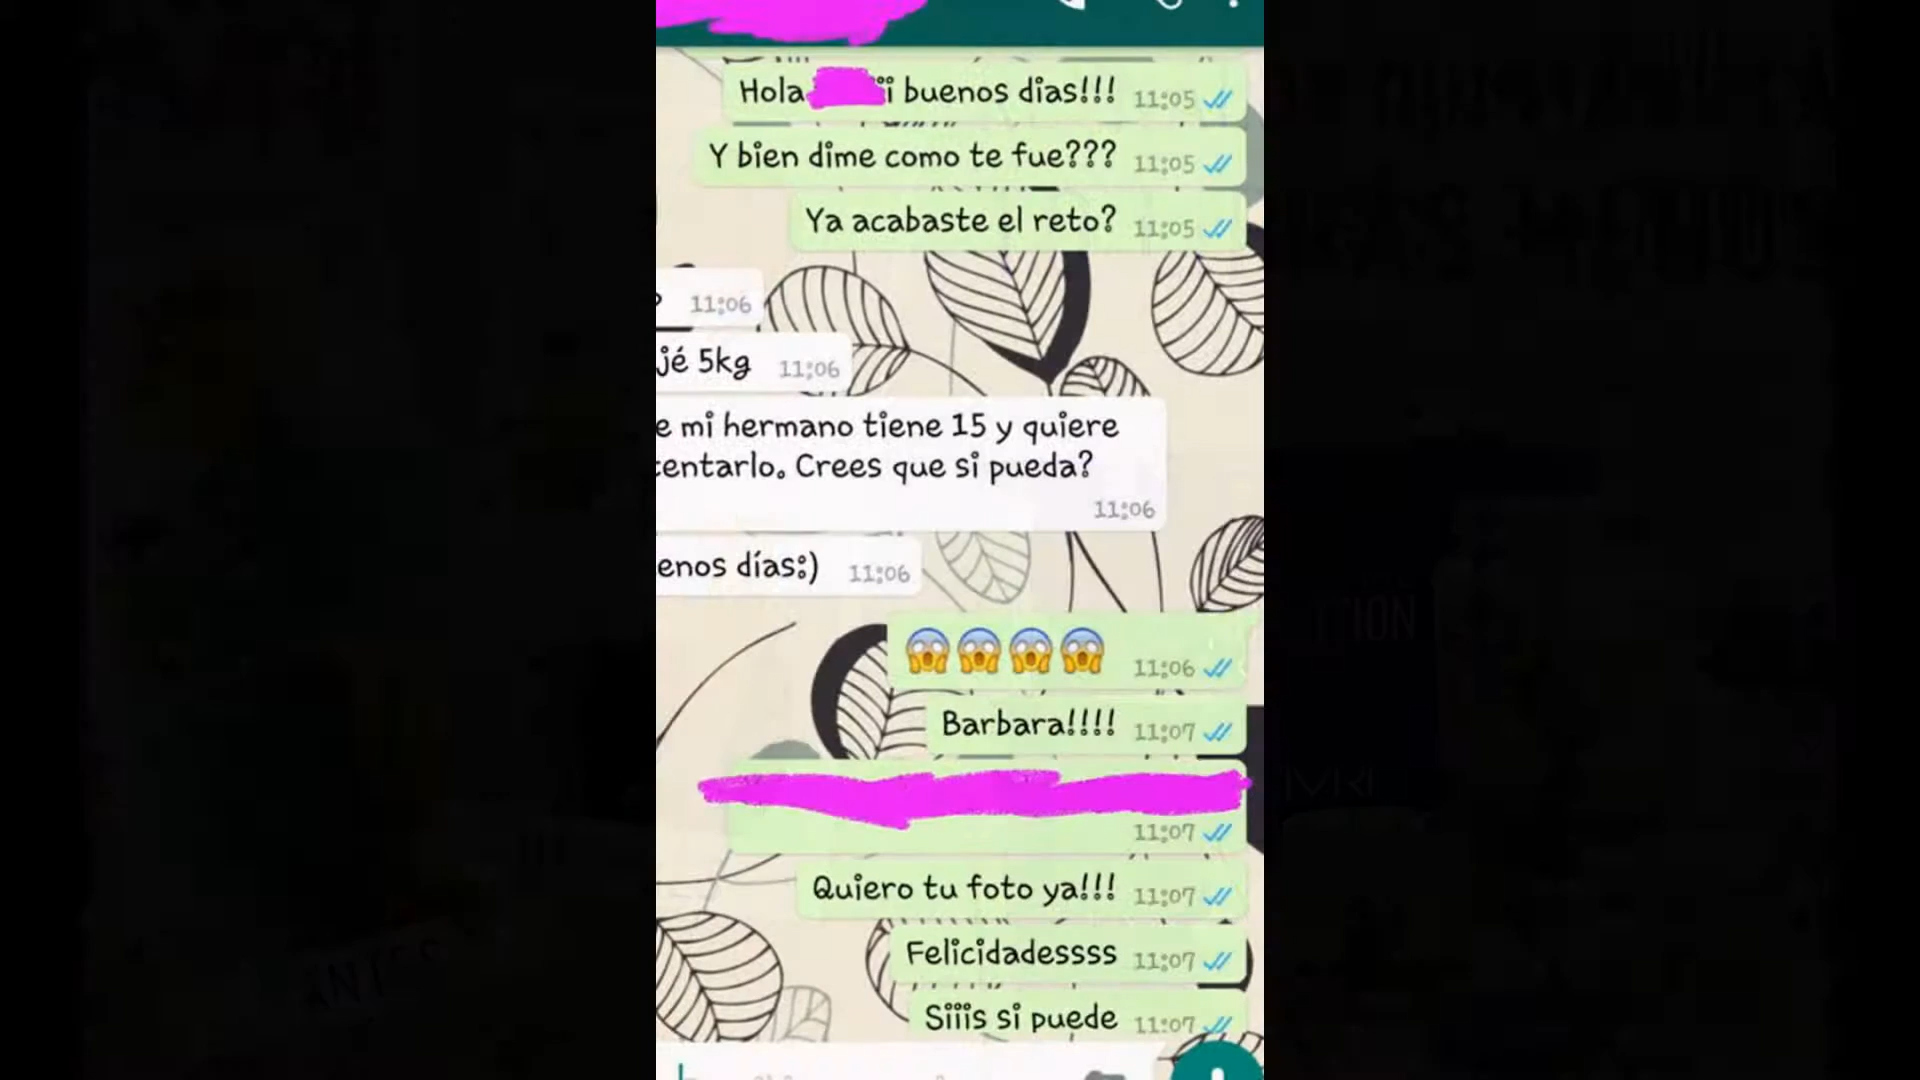 Hola buenos dias!!! 11:05
Y bien dime como te fue??? 11:05
Ya acabaste el reto? 11:05
11:06
jé 5kg 11:06
e mi hermano tiene 15 y quiere
entarlo. Crees que si pueda?
11:06
enos días:) 11:06
😱😱😱😱 11:06
Barbara!!!! 11:07
11:07
Quiero tu foto ya!!! 11:07
Felicidadessss 11:07
Siiis si puede 11:07